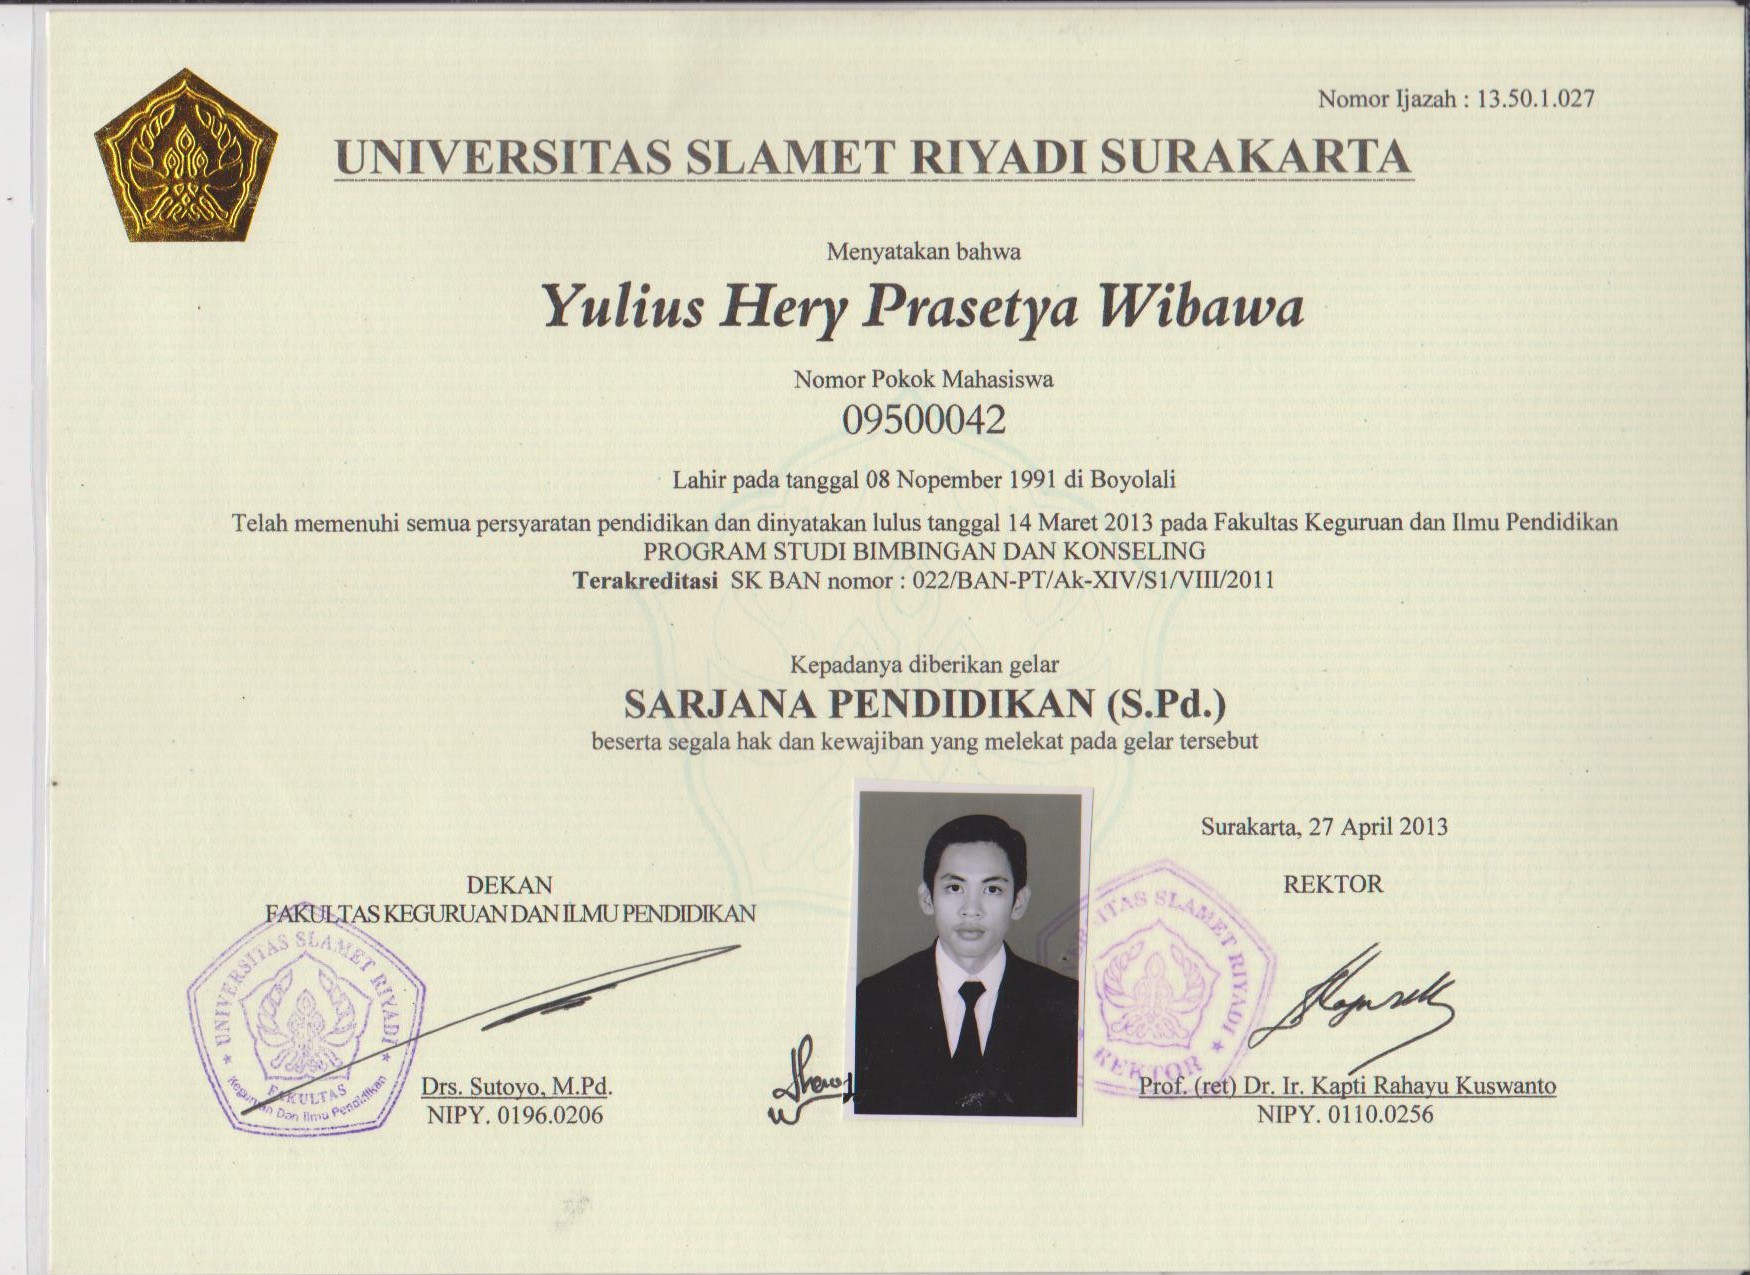 Nomor Ijazah : 13.50.1.027
UNIVERSITAS SLAMET RIYADI SURAKARTA
Menyatakan bahwa
Yulius Hery Prasetya Wibawa
Nomor Pokok Mahasiswa
09500042
Lahir pada tanggal 08 Nopember 1991 di Boyolali
Telah memenuhi semua persyaratan pendidikan dan dinyatakan lulus tanggal 14 Maret 2013 pada Fakultas Keguruan dan Ilmu Pendidikan
PROGRAM STUDI BIMBINGAN DAN KONSELING
Terakreditasi SK BAN nomor : 022/BAN-PT/Ak-XIV/S1/VIII/2011
Kepadanya diberikan gelar
SARJANA PENDIDIKAN (S.Pd.)
beserta segala hak dan kewajiban yang melekat pada gelar tersebut
Surakarta, 27 April 2013
DEKAN
FAKULTAS KEGURUAN DAN ILMU PENDIDIKAN
UNIVERSITAS SLAMET RIYADI
FAKULTAS
Keguruan Dan Ilmu Pendidikan
Drs. Sutoyo, M.Pd.
NIPY. 0196.0206
REKTOR
SLAMET RIYADI
REKTOR
Prof. (ret) Dr. Ir. Kapti Rahayu Kuswanto
NIPY. 0110.0256